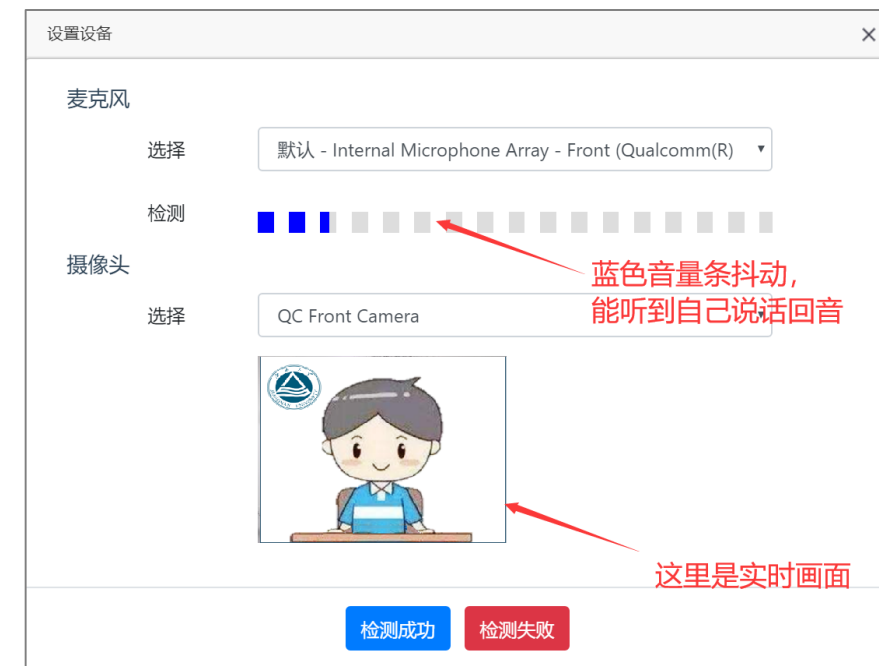 设置设备
麦克风
选择
默认 - Internal Microphone Array - Front (Qualcomm(R)
检测
蓝色音量条抖动，
能听到自己说话回音
摄像头
选择
QC Front Camera
这里是实时画面
检测成功
检测失败